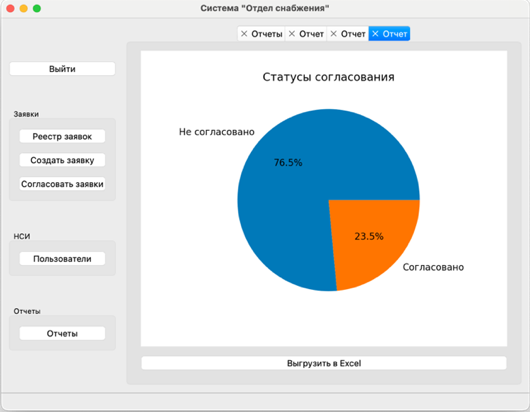 Система "Отдел снабжения"
Отчеты
Отчет
Отчет
Отчет
Выйти
Заявки
Реестр заявок
Создать заявку
Согласовать заявки
НСИ
Пользователи
Отчеты
Отчеты
Статусы согласования
Не согласовано
76.5%
23.5%
Согласовано
Выгрузить в Excel